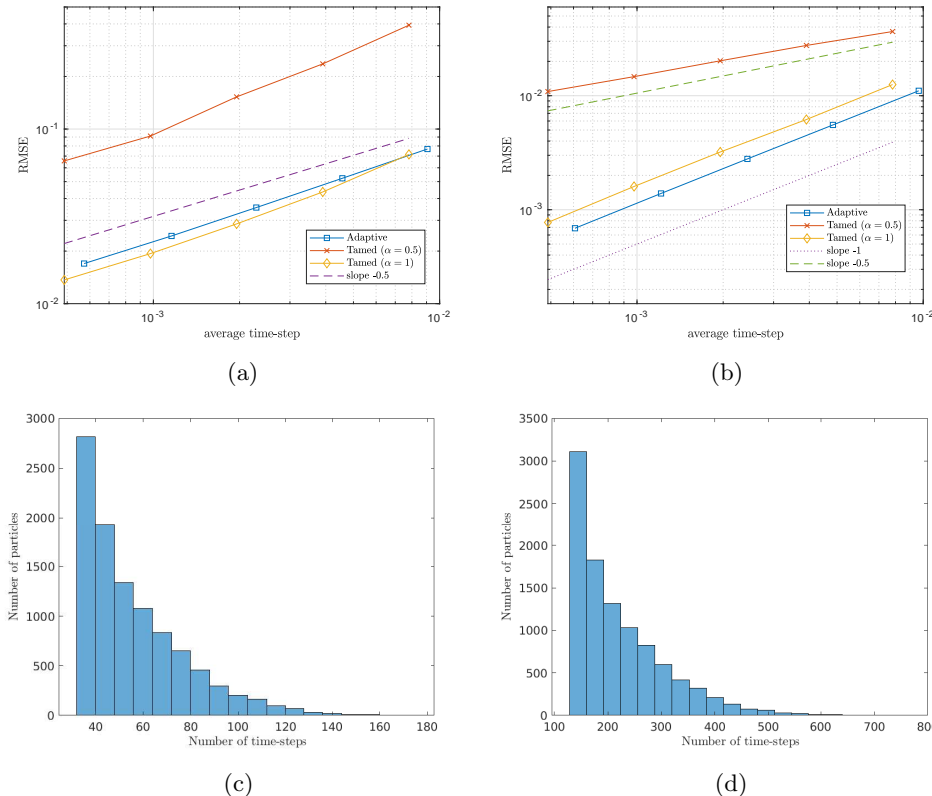 10^-1
10^-2
RMSE
10^-3
10^-2
average time-step
Adaptive
Tamed (α = 0.5)
Tamed (α = 1)
slope -0.5
(a)
10^-2
10^-3
RMSE
10^-3
10^-2
average time-step
Adaptive
Tamed (α = 0.5)
Tamed (α = 1)
slope -1
slope -0.5
(b)
3000
2500
2000
1500
1000
500
0
Number of particles
40 60 80 100 120 140 160 180
Number of time-steps
(c)
3500
3000
2500
2000
1500
1000
500
0
Number of particles
100 200 300 400 500 600 700 80
Number of time-steps
(d)